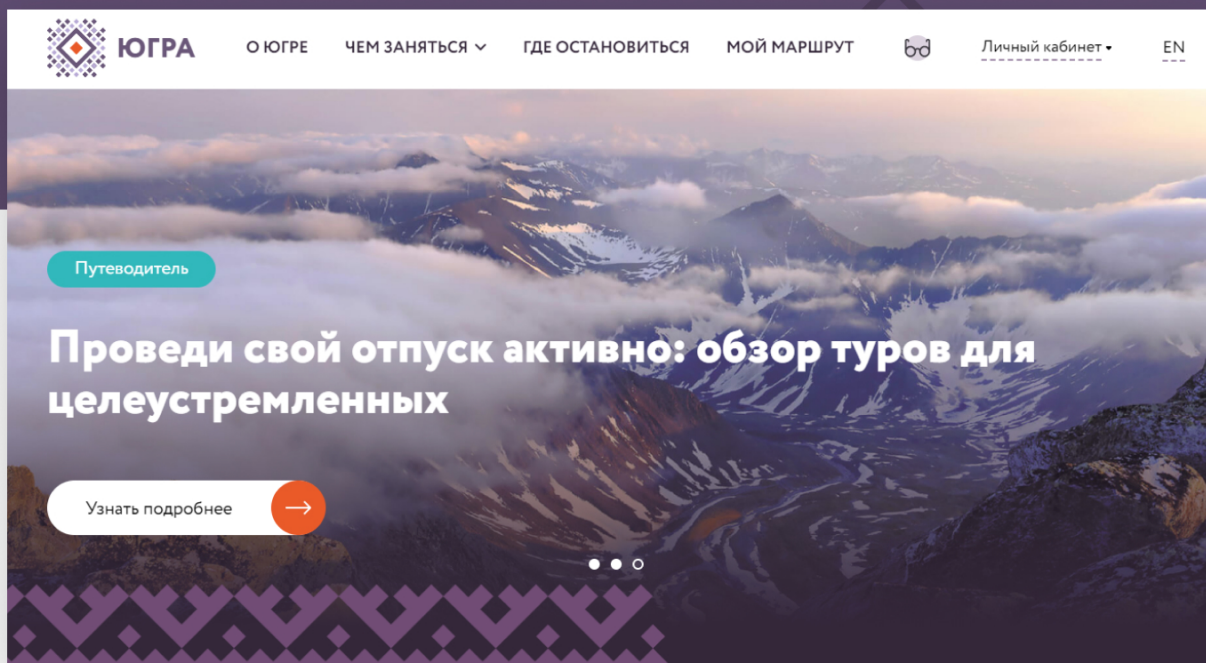 ЮГРА
О ЮГРЕ
ЧЕМ ЗАНЯТЬСЯ
ГДЕ ОСТАНОВИТЬСЯ
МОЙ МАРШРУТ
Личный кабинет
EN
Путеводитель
Проведи свой отпуск активно: обзор туров для
целеустремленных
Узнать подробнее